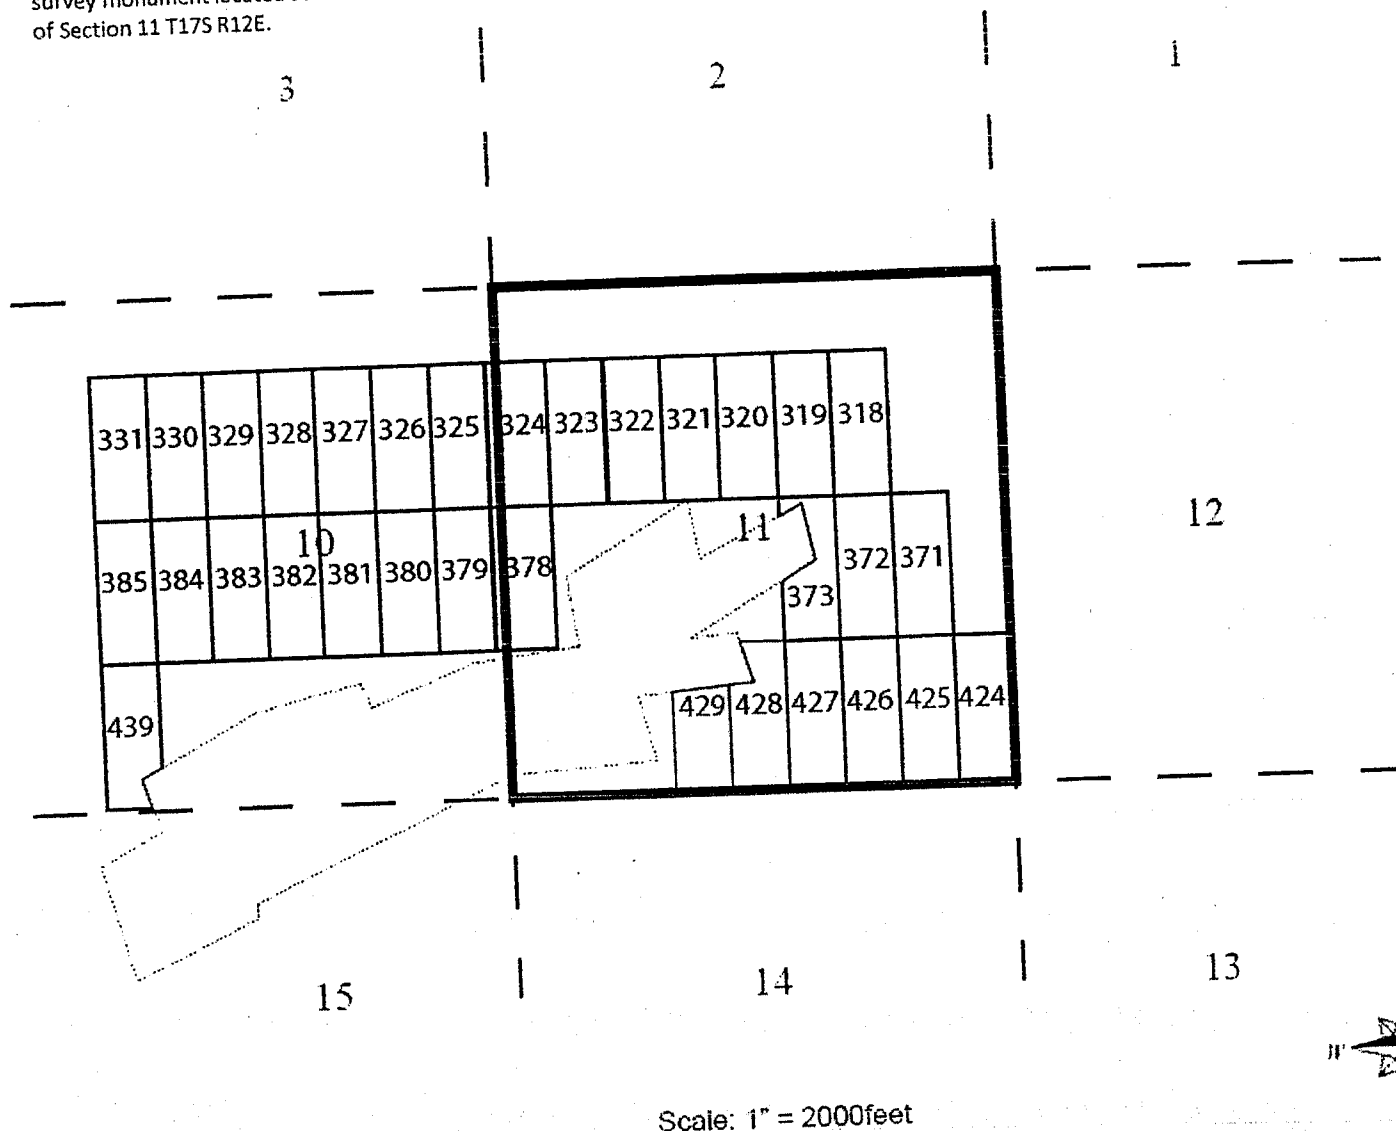 of Section 11 T17S R12E.
3 2 1
331 330 329 328 327 326 325 324 323 322 321 320 319 318
10 11 12
385 384 383 382 381 380 379 378 373 372 371
439 429 428 427 426 425 424
15 14 13
W
Scale: 1" = 2000feet